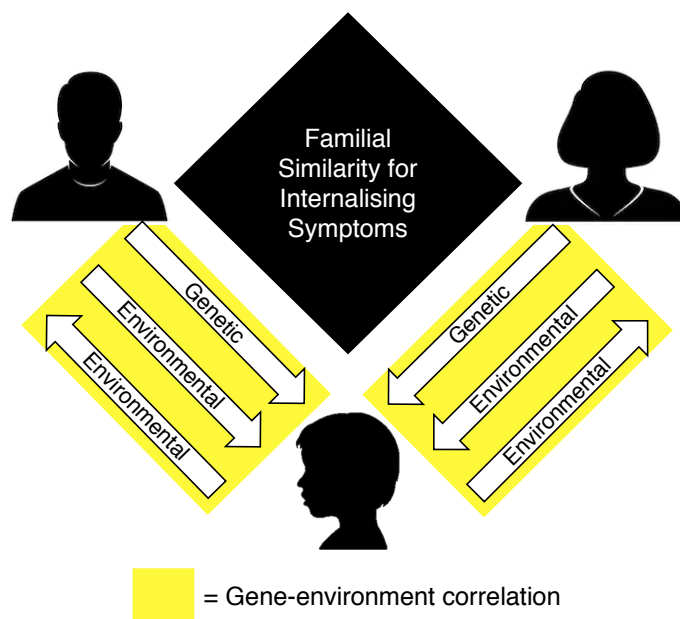 Familial
Similarity for
Internalising
Symptoms
Genetic
Environmental
Environmental
Genetic
Environmental
Environmental
= Gene-environment correlation